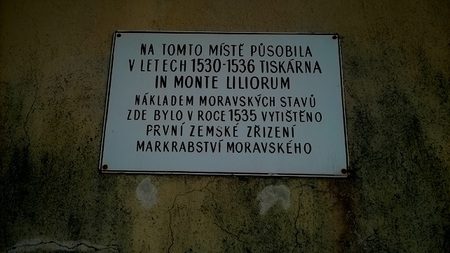 NA TOMTO MÍSTĚ PŮSOBILA
V LETECH 1530-1536 TISKÁRNA
IN MONTE LILIORUM
NÁKLADEM MORAVSKÝCH STAVŮ
ZDE BYLO V ROCE 1535 VYTIŠTĚNO
PRVNÍ ZEMSKÉ ZŘIZENÍ
MARKRABSTVÍ MORAVSKÉHO